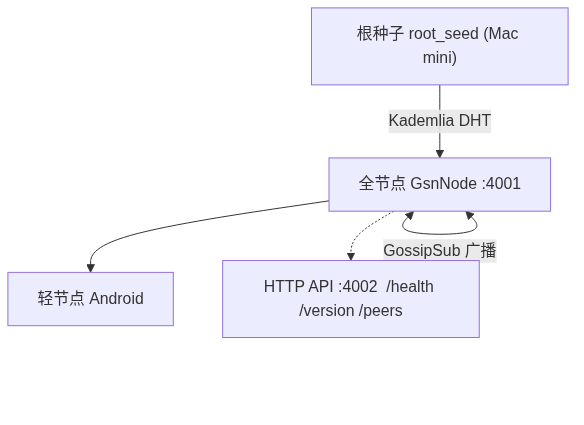 根种子 root_seed (Mac
mini)
Kademlia DHT
全节点 GsnNode :4001
GossipSub 广播
轻节点 Android
HTTP API :4002 /health
/version /peers